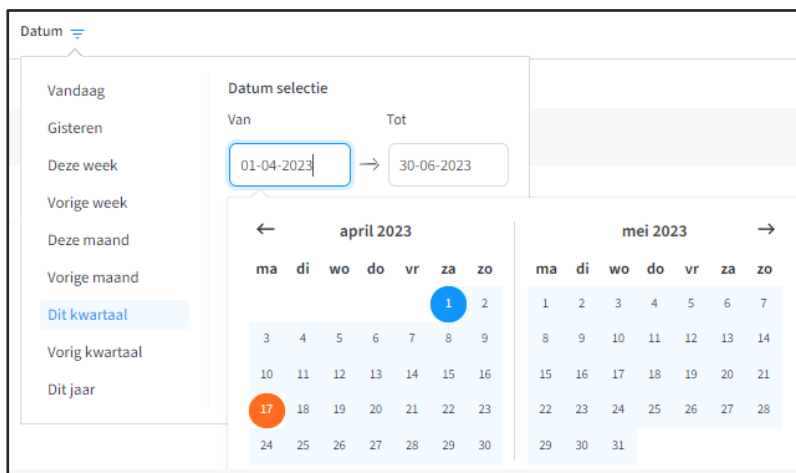 Datum
Vandaag
Gisteren
Deze week
Vorige week
Deze maand
Vorige maand
Dit kwartaal
Vorig kwartaal
Dit jaar
Datum selectie
Van Tot
01-04-2023 → 30-06-2023
← april 2023
ma di wo do vr za zo
1 2
3 4 5 6 7 8 9
10 11 12 13 14 15 16
17 18 19 20 21 22 23
24 25 26 27 28 29 30
mei 2023 →
ma di wo do vr za zo
1 2 3 4 5 6 7
8 9 10 11 12 13 14
15 16 17 18 19 20 21
22 23 24 25 26 27 28
29 30 31